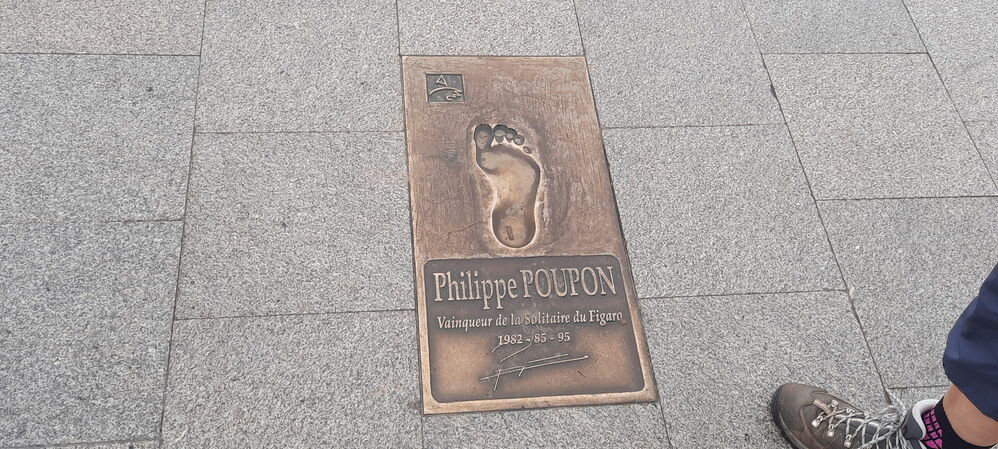 Philippe POUPON
Vainqueur de la Solitaire du Figaro
1982 - 85 - 95